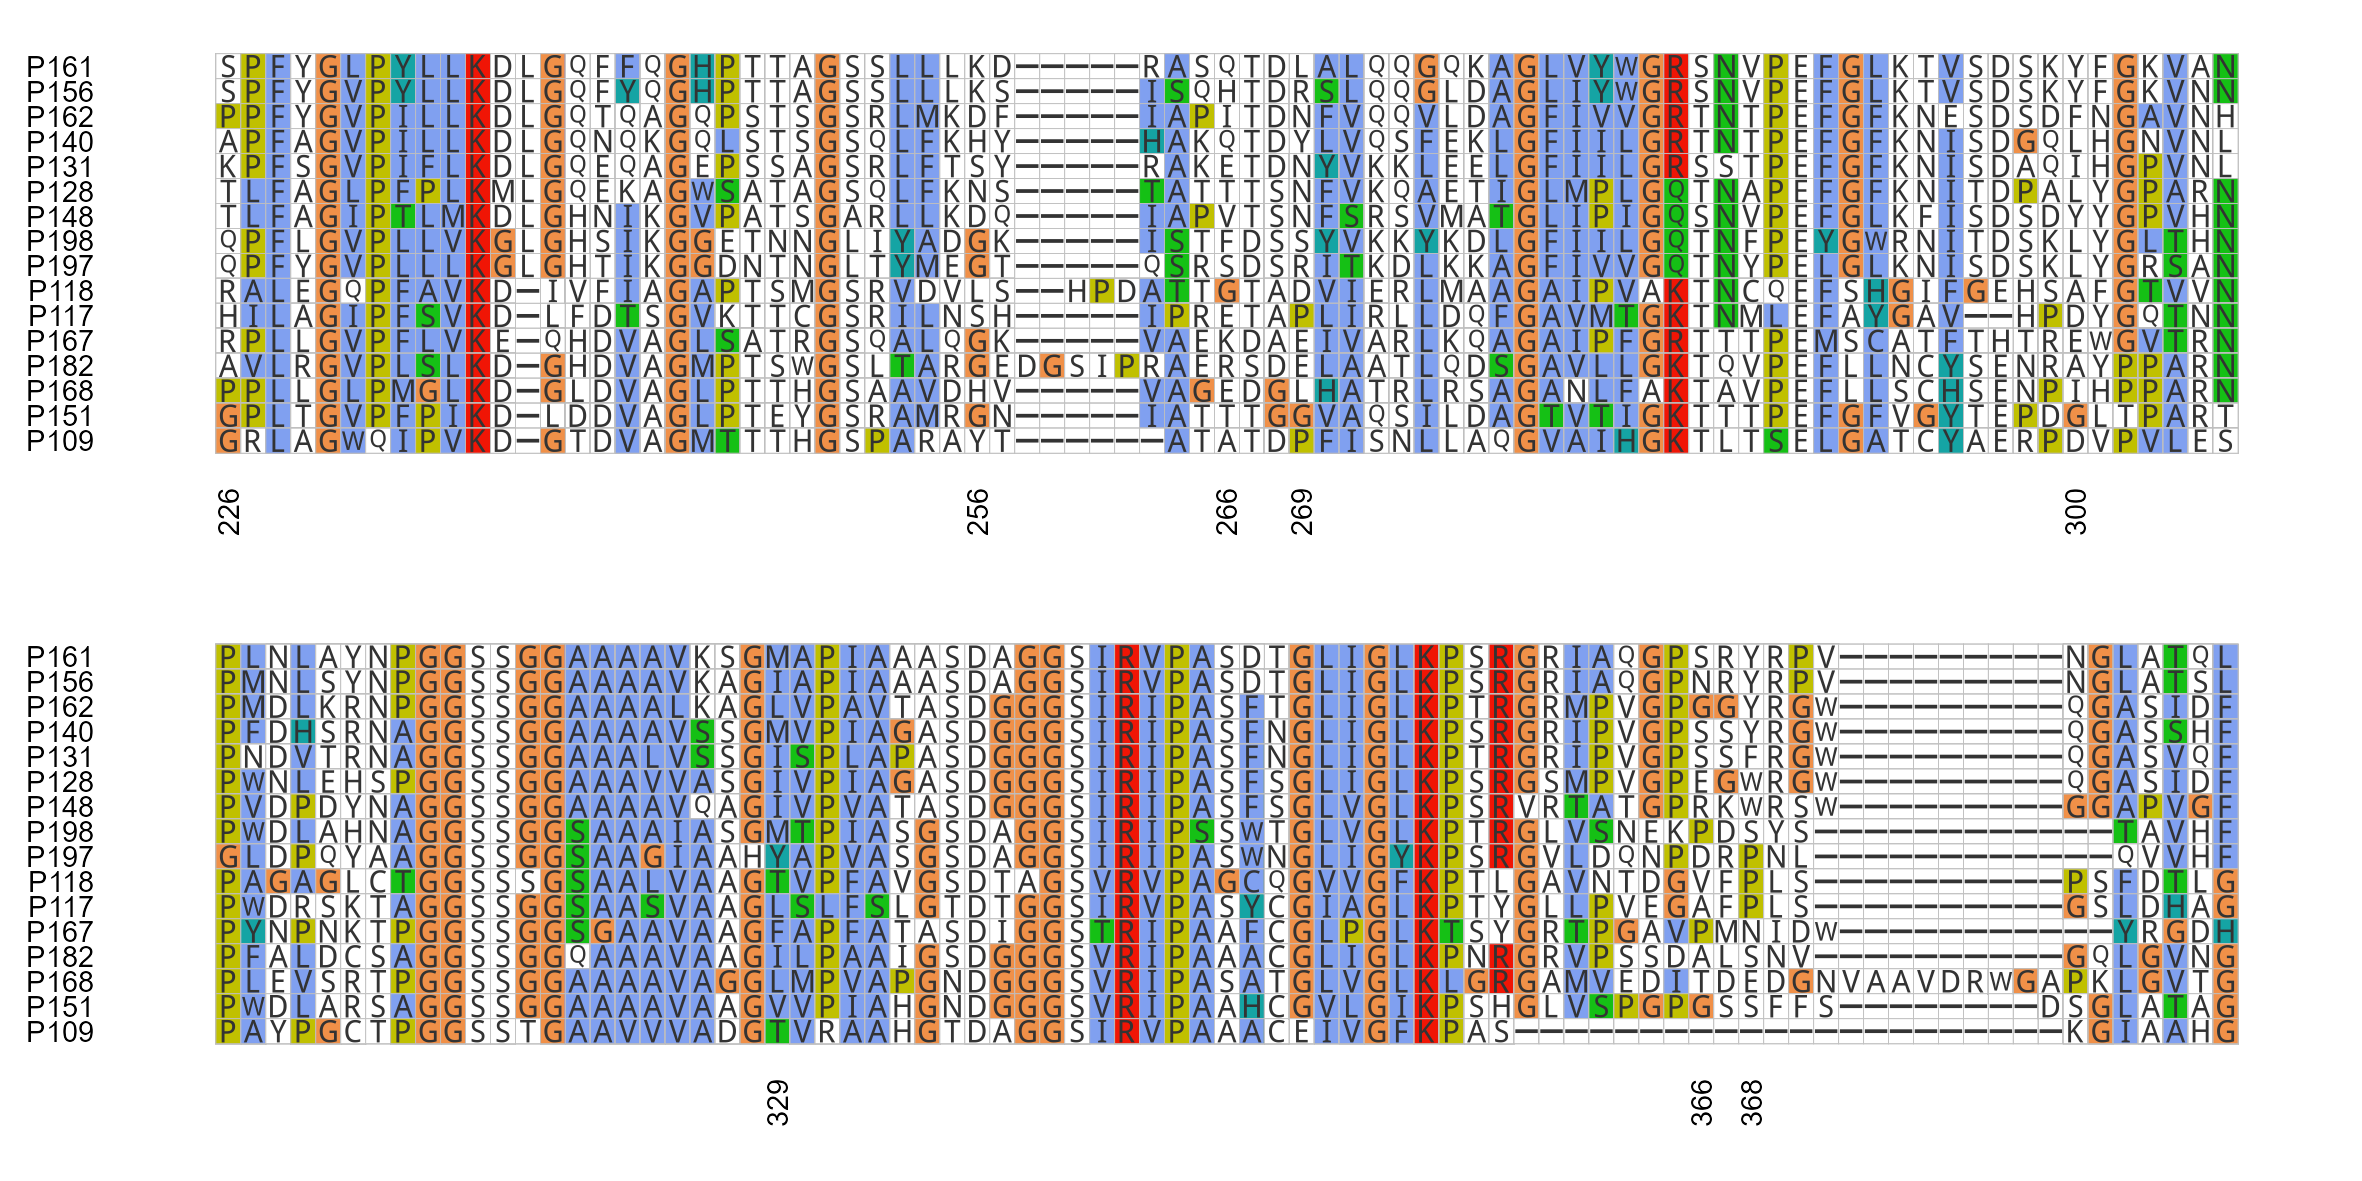 P161 SPFYGLPYLLKDLGQFFQGHPTTAGSSLLLKD-----RASQTDLALQQGQKAGLVYWGRSNVPEFGLKTVSDSKYFGKVAN
P156 SPFYGVPYLLKDLGQFYQGHPTTAGSSLLLKS-----ISQHTDRSLQQGLDAGLIYWGRSNVPEFGLKTVSDSKYFGKVNN
P162 PPFYGVPILLKDLGQTQAGQPSTSGSRLMKDF-----IAPITDNFVQQVLDAGFIVVGRTNTPEFGFKNESDSDFNGAVNH
P140 APFAGVPILLKDLGQNQKGQLSTSGSQLFKHY-----HAKQTDYLVQSFEKLGFIILGRTNTPEFGFKNISDGQLHGNVNL
P131 KPFSGVPIFLKDLGQEQAGEPSSAGSRLFTSY-----RAKETDNYVKKLEELGFIILGRSSTPEFGFKNISDAQIHGPVNL
P128 TLFAGLPFPLKMLGQEKAGWSATAGSQLFKNS-----TATTTSNFVKQAETIGLMPLGQTNAPEFGFKNITDPALYGPARN
P148 TLFAGIPTLMKDLGHNIKGVPATSGARLLKDQ-----IAPVTSNFSRSVMATGLIPIGQSNVPEFGLKFISDSDYYGPVHN
P198 QPFLGVPLLVKGLGHSIKGGETNNGLIYADGK-----ISTFDSSYVKKYKDLGFIILGQTNFPEYGWRNITDSKLYGLTHN
P197 QPFYGVPLLLKGLGHTIKGGDNTNGLTYMEGT-----QSRSDSRITKDLKKAGFIVVGQTNYPELGLKNISDSKLYGRSAN
P118 RALEGQPFAVKD-IVFIAGAPTSMGSRVDVLS--HPDATTGTADVIERLMAAGAIPVAKTNCQEFSHGIFGEHSAFGTVVN
P117 HILAGIPFSVKD-LFDTSGVKTTCGSRILNSH-----IPRETAPLIRLLDQFGAVMTGKTNMLEFAYGAV--HPDYGQTNN
P167 RPLLGVPFLVKE-QHDVAGLSATRGSQALQGK-----VAEKDAEIVARLKQAGAIPFGRTTTPEMSCATFTHTREWGVTRN
P182 AVLRGVPLSLKD-GHDVAGMPTSWGSLTARGEDGSIPRAERSDELAATLQDSGAVLLGKTQVPEFLLNCYSENRAYPPARN
P168 PPLLGLPMGLKD-GLDVAGLPTTHGSAAVDHV-----VAGEDGLHATRLRSAGANLFAKTAVPEFLLSCHSENPIHPPARN
P151 GPLTGVPFPIKD-LDDVAGLPTEYGSRAMRGN-----IATTTGGVAQSILDAGTVTIGKTTTPEFGFVGYTEPDGLTPART
P109 GRLAGWQIPVKD-GTDVAGMTTTHGSPARAYT------ATATDPFISNLLAQGVAIHGKTLTSELGATCYAERPDVPVLES
226 256 266 269 300
P161 PLNLAYNPGGSSGGAAAAVKSGMAPIAAASDAGGSIRVPASDTGLIGLKPSRGRIAQGPSRYRPV---------NGLATQL
P156 PMNLSYNPGGSSGGAAAAVKAGIAPIAAASDAGGSIRVPASDTGLIGLKPSRGRIAQGPNRYRPV---------NGLATSL
P162 PMDLKRNPGGSSGGAAAALKAGLVPAVTASDGGGSIRIPASFTGLIGLKPTRGRMPVGPGGYRGW---------QGASIDF
P140 PFDHSRNAGGSSGGAAAAVSSGMVPIAGASDGGGSIRIPASFNGLIGLKPSRGRIPVGPSSYRGW---------QGASSHF
P131 PNDVTRNAGGSSGGAAALVSSGISPLAPASDGGGSIRIPASFNGLIGLKPTRGRIPVGPSSFRGW---------QGASVQF
P128 PWNLEHSPGGSSGGAAAVVASGIVPIAGASDGGGSIRIPASFSGLIGLKPSRGSMPVGPEGWRGW---------QGASIDF
P148 PVDPDYNAGGSSGGAAAAVQAGIVPVATASDGGGSIRIPASFSGLVGLKPSRVRTATGPRKWRSW---------GGAPVGF
P198 PWDLAHNAGGSSGGSAAAIASGMTPIASGSDAGGSIRIPSSWTGLVGLKPTRGLVSNEKPDSYS------------TAVHF
P197 GLDPQYAAGGSSGGSAAGIAAHYAPVASGSDAGGSIRIPASWNGLIGYKPSRGVLDQNPDRPNL------------QVVHF
P118 PAGAGLCTGGSSSGSAALVAAGTVPFAVGSDTAGSVRVPAGCQGVVGFKPTLGAVNTDGVFPLS----------PSFDTLG
P117 PWDRSKTAGGSSGGSAASVAAGLSLFSLGTDTGGSIRVPASYCGIAGLKPTYGLLPVEGAFPLS----------GSLDHAG
P167 PYNPNKTPGGSSGGSGAAVAAGFAPFATASDIGGSTRIPAAFCGLPGLKTSYGRTPGAVPMNIDW-----------YRGDH
P182 PFALDCSAGGSSGGQAAAVAAGILPAAIGSDGGGSVRIPAAACGLIGLKPNRGRVPSSDALSNV----------GQLGVNG
P168 PLEVSRTPGGSSGGAAAAVAGGLMPVAPGNDGGGSIRIPASATGLVGLKLGRGAMVEDITDEDGNVAAVDRWGAPKLGVTG
P151 PWDLARSAGGSSGGAAAAVAAGVVPIAHGNDGGGSVRIPAAHCGVLGIKPSHGLVSPGPGSSFFS--------DSGLATAG
P109 PAYPGCTPGGSSTGAAVVVADGTVRAAHGTDAGGSIRVPAAACEIVGFKPAS----------------------KGIAAHG
329 366 368